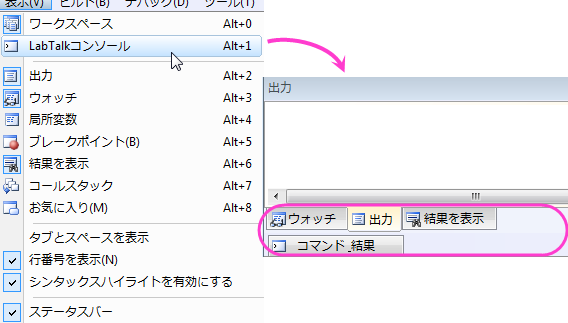 表示(V) ビルド(B) デバッグ(D) ツール(T)
ワークスペース Alt+0
LabTalkコンソール Alt+1
出力 Alt+2
ウォッチ Alt+3
局所変数 Alt+4
ブレークポイント(B) Alt+5
結果を表示 Alt+6
コールスタック Alt+7
お気に入り(M) Alt+8
タブとスペースを表示
行番号を表示(N)
シンタックスハイライトを有効にする
ステータスバー
出力
ウォッチ 出力 結果を表示
コマンド_結果